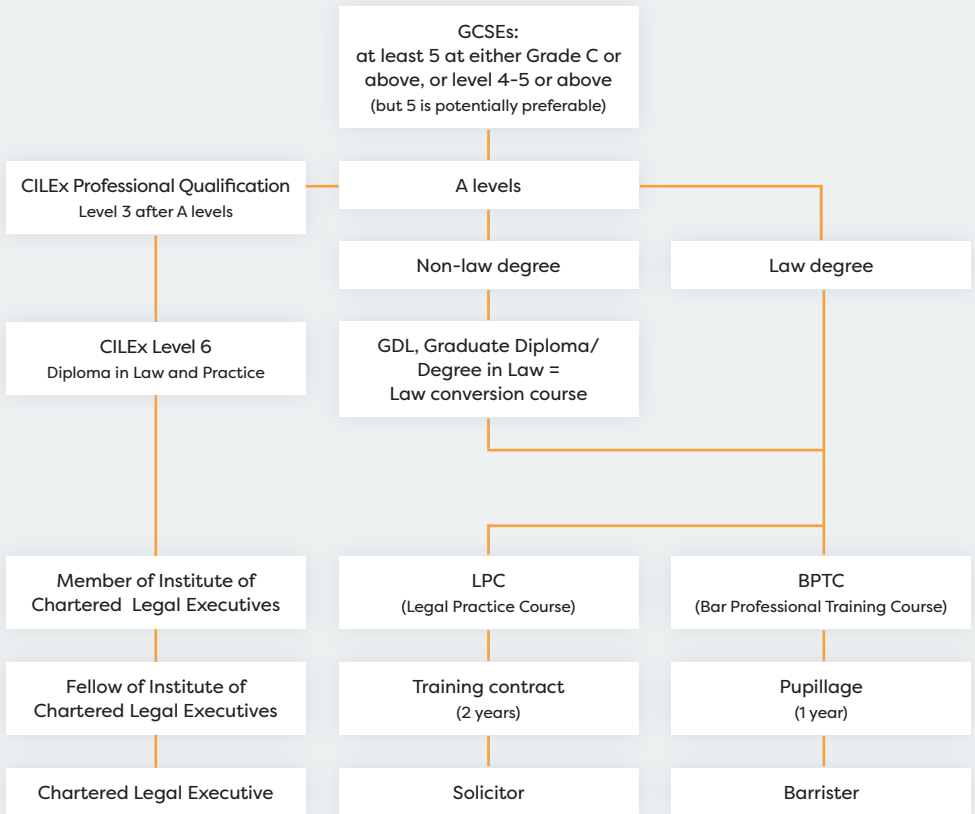 GCSEs:
at least 5 at either Grade C or
above, or level 4-5 or above
(but 5 is potentially preferable)
CILEx Professional Qualification
Level 3 after A levels
A levels
Non-law degree
Law degree
CILEx Level 6
Diploma in Law and Practice
GDL, Graduate Diploma/
Degree in Law =
Law conversion course
Member of Institute of
Chartered Legal Executives
LPC
(Legal Practice Course)
BPTC
(Bar Professional Training Course)
Fellow of Institute of
Chartered Legal Executives
Training contract
(2 years)
Pupillage
(1 year)
Chartered Legal Executive
Solicitor
Barrister